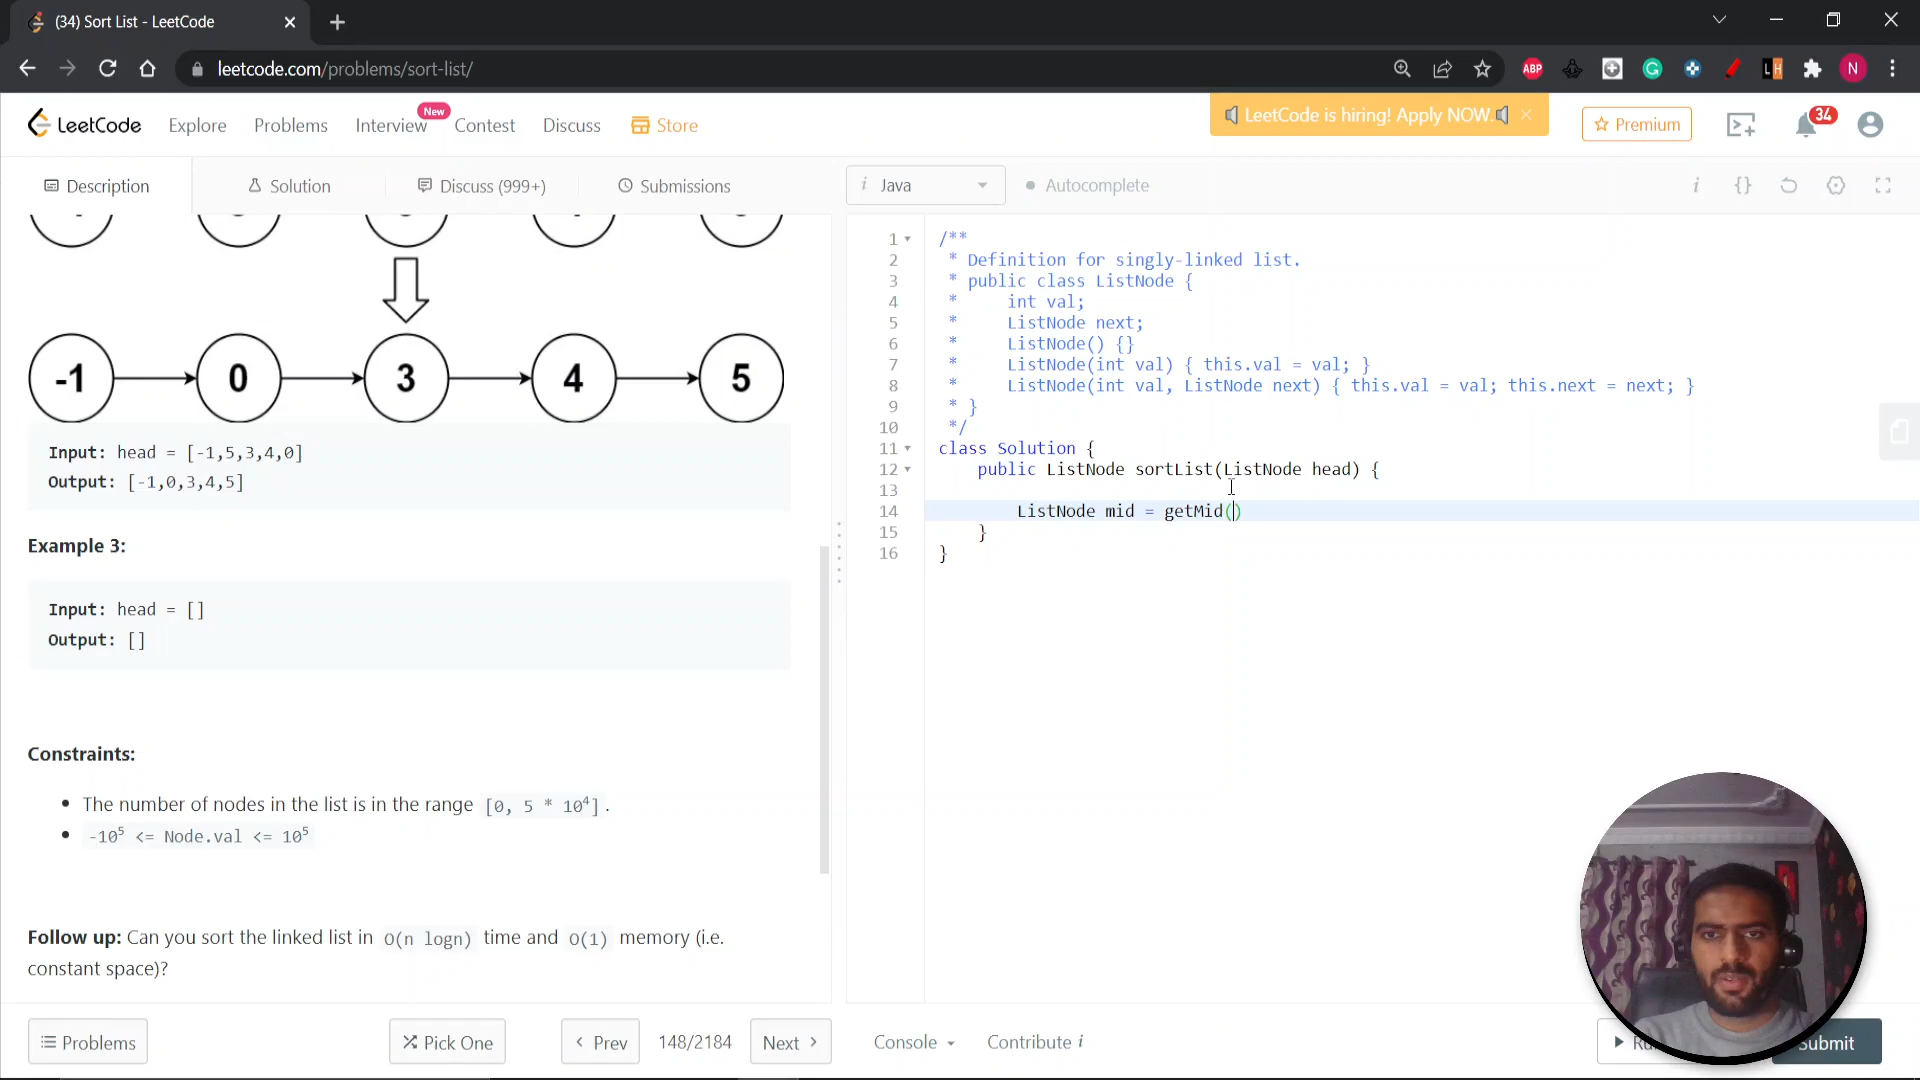 (34) Sort List - LeetCode
leetcode.com/problems/sort-list/
ABP
LH
N
LeetCode
Explore
Problems
Interview
New
Contest
Discuss
Store
LeetCode is hiring! Apply NOW.
Premium
34
Description
Solution
Discuss (999+)
Submissions
i Java
Autocomplete
i
{}
-1 0 3 4 5
Input: head = [-1,5,3,4,0]
Output: [-1,0,3,4,5]
Example 3:
Input: head = []
Output: []
Constraints:
• The number of nodes in the list is in the range [0, 5 * 10⁴].
• -10⁵ <= Node.val <= 10⁵
Follow up: Can you sort the linked list in O(n logn) time and O(1) memory (i.e.
constant space)?
1 /**
2 * Definition for singly-linked list.
3 * public class ListNode {
4 *     int val;
5 *     ListNode next;
6 *     ListNode() {}
7 *     ListNode(int val) { this.val = val; }
8 *     ListNode(int val, ListNode next) { this.val = val; this.next = next; }
9 * }
10 */
11 class Solution {
12     public ListNode sortList(ListNode head) {
13
14         ListNode mid = getMid()
15     }
16 }
Problems
Pick One
Prev
148/2184
Next
Console
Contribute i
Submit